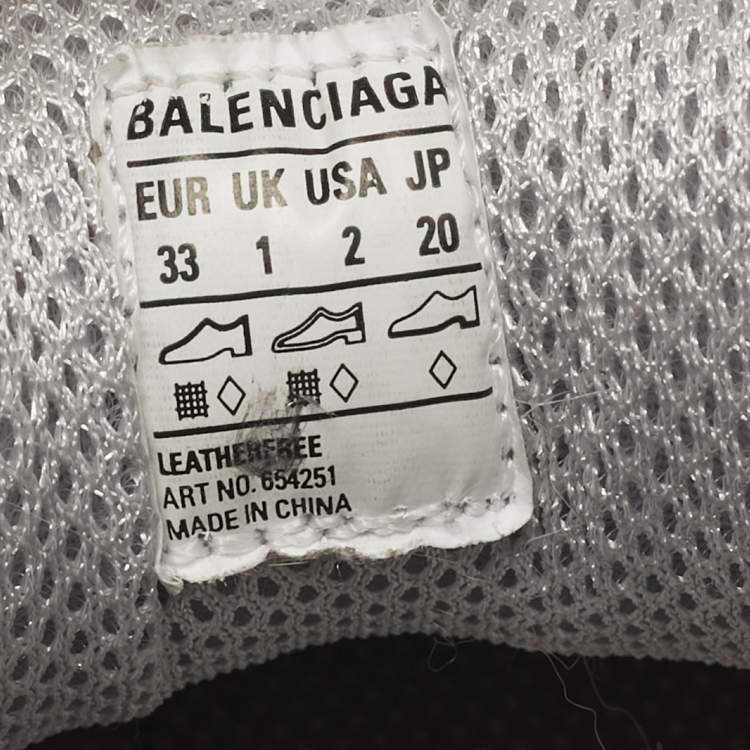 BALENCIAGA
EUR UK USA JP
33 1 2 20
LEATHERFREE
ART NO. 654251
MADE IN CHINA